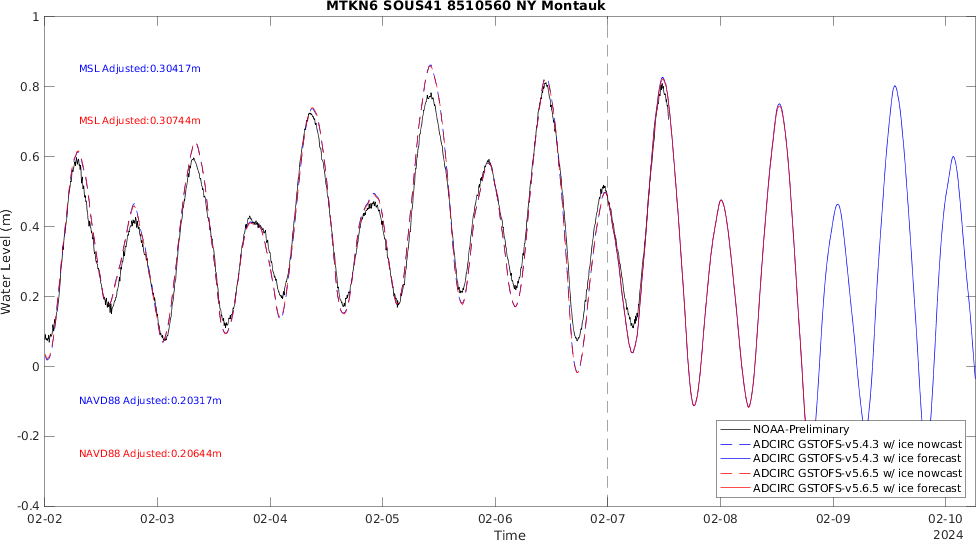 MTKN6 SOUS41 8510560 NY Montauk
1
MSL Adjusted:0.30417m
0.8
MSL Adjusted:0.30744m
0.6
0.4
Water Level (m)
0.2
0
NAVD88 Adjusted:0.20317m
-0.2
NAVD88 Adjusted:0.20644m
-0.4
NOAA-Preliminary
ADCIRC GSTOFS-v5.4.3 w/ ice nowcast
ADCIRC GSTOFS-v5.4.3 w/ ice forecast
ADCIRC GSTOFS-v5.6.5 w/ ice nowcast
ADCIRC GSTOFS-v5.6.5 w/ ice forecast
02-02 02-03 02-04 02-05 02-06 02-07 02-08 02-09 02-10
Time
2024